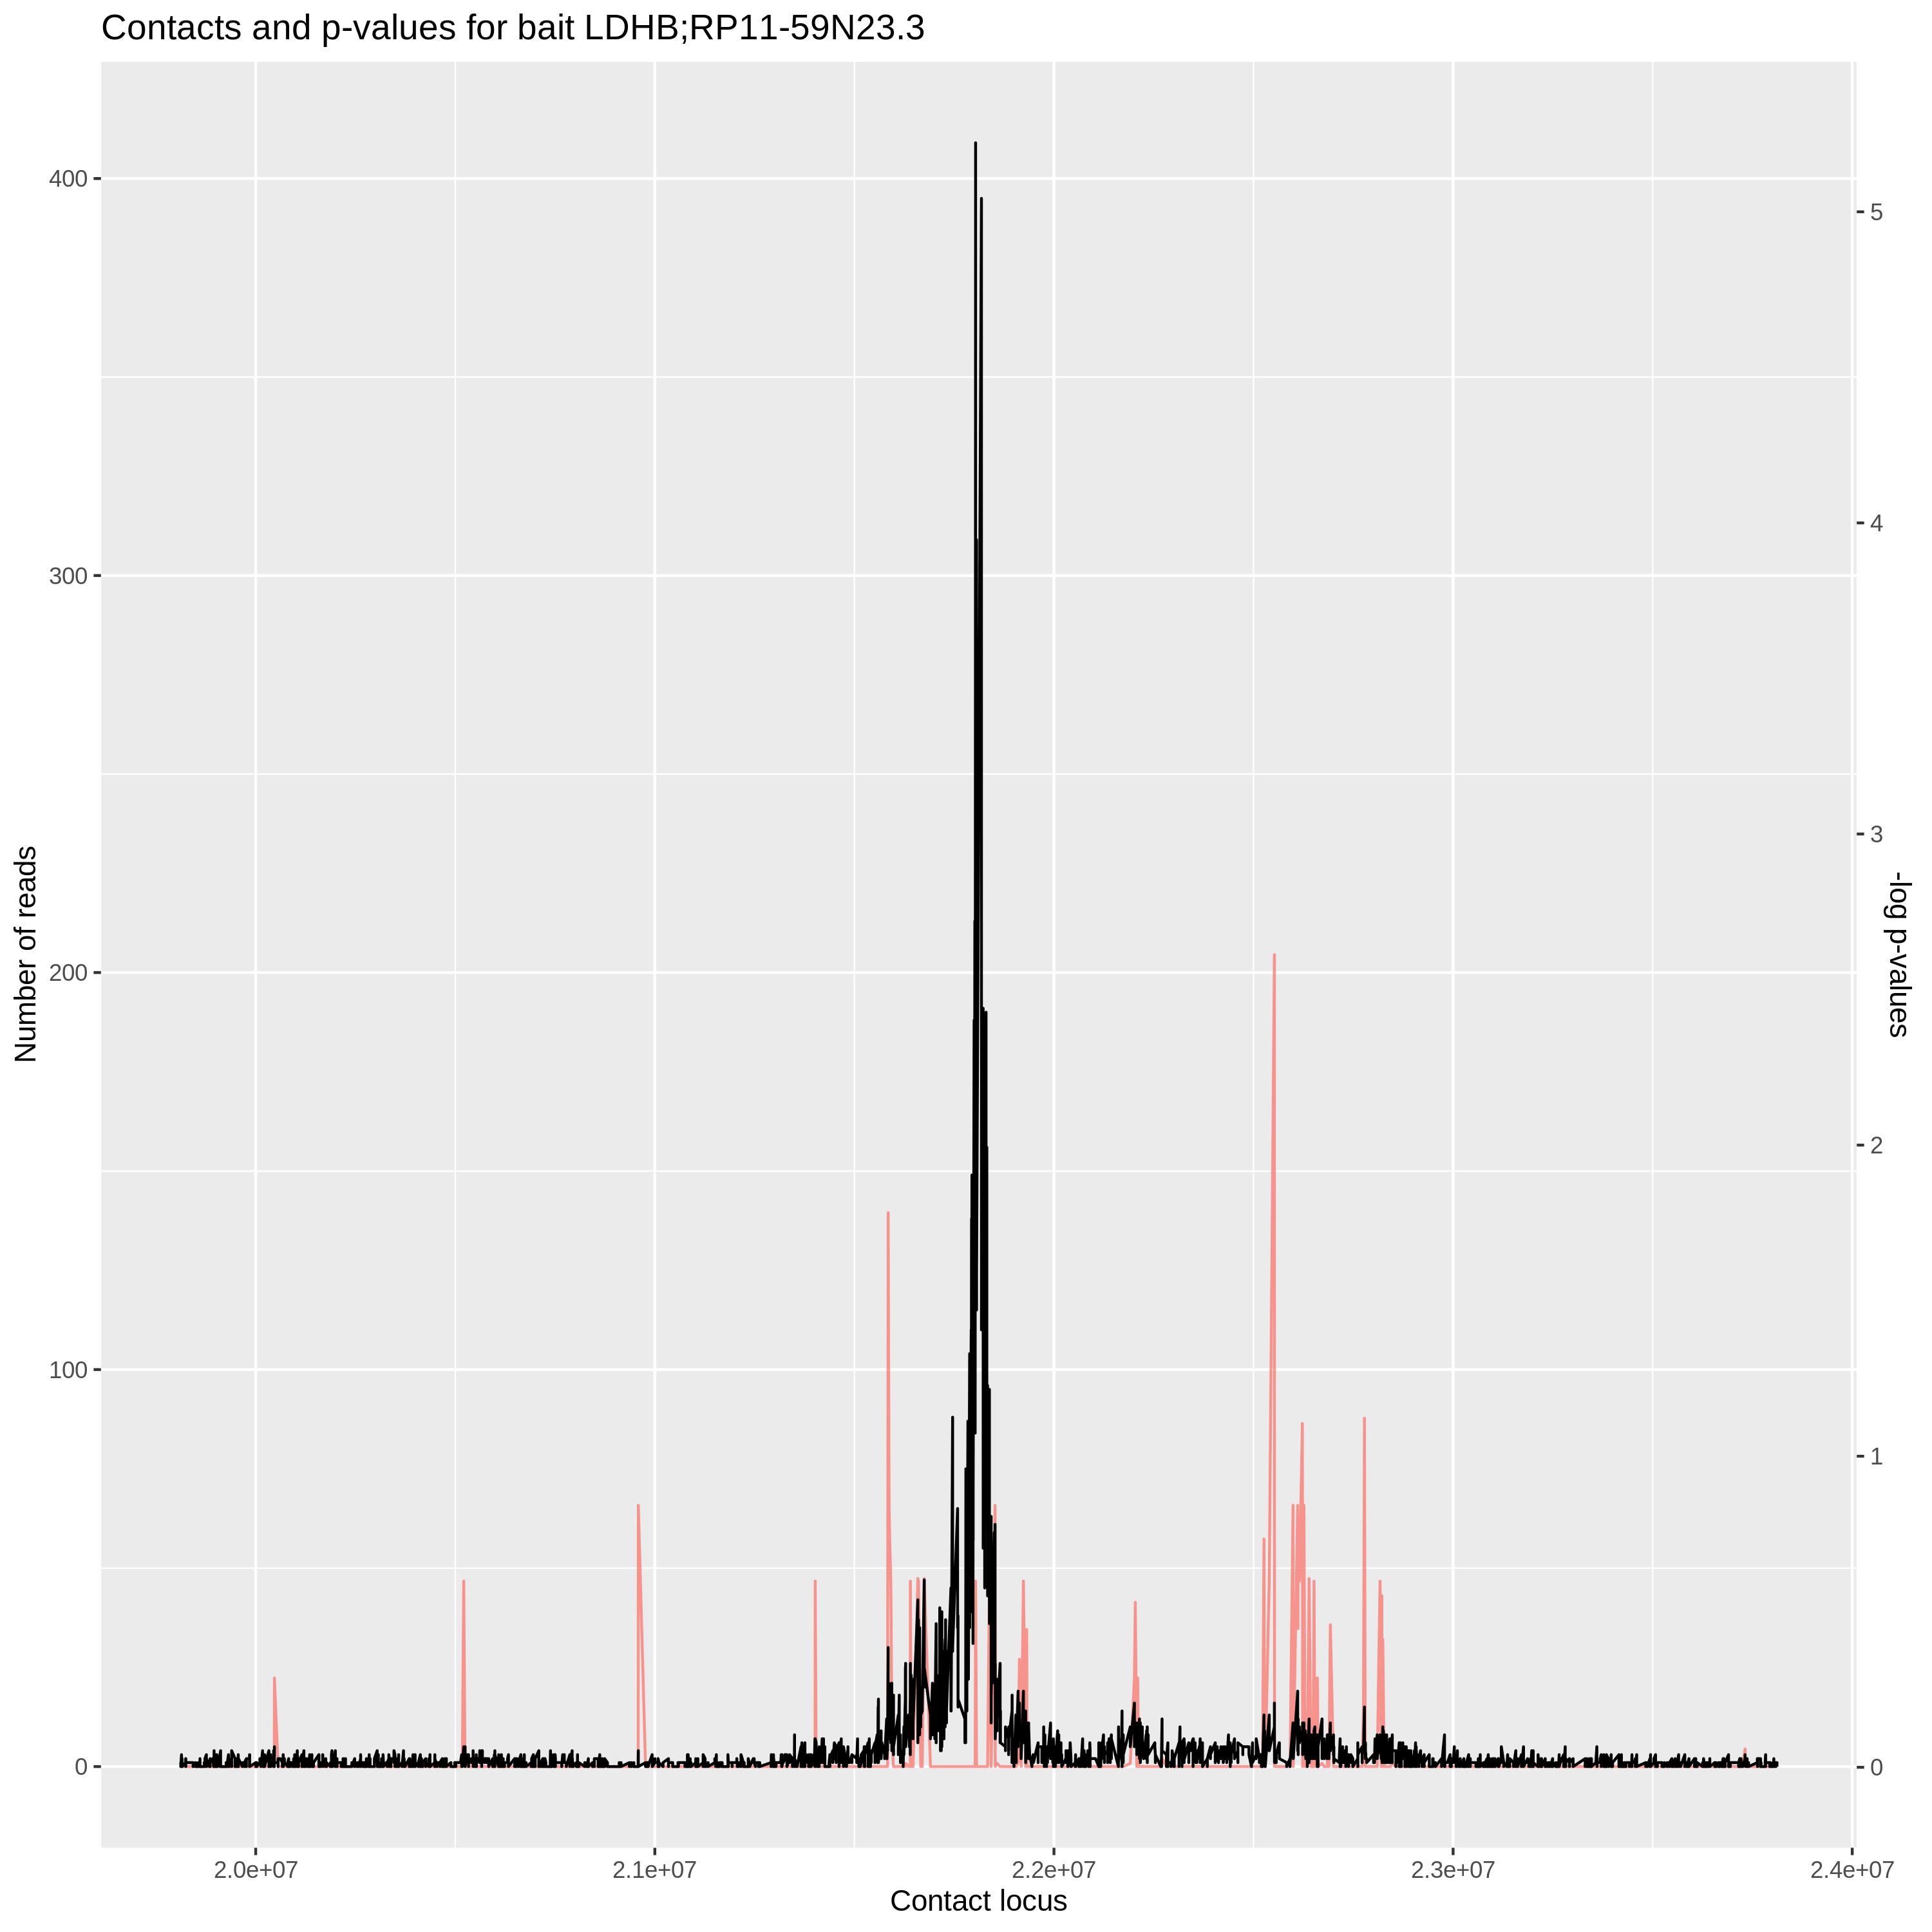 Contacts and p-values for bait LDHB;RP11-59N23.3
400
300
200
100
0
Number of reads
5
4
3
2
1
0
-log p-values
2.0e+07
2.1e+07
2.2e+07
2.3e+07
2.4e+07
Contact locus